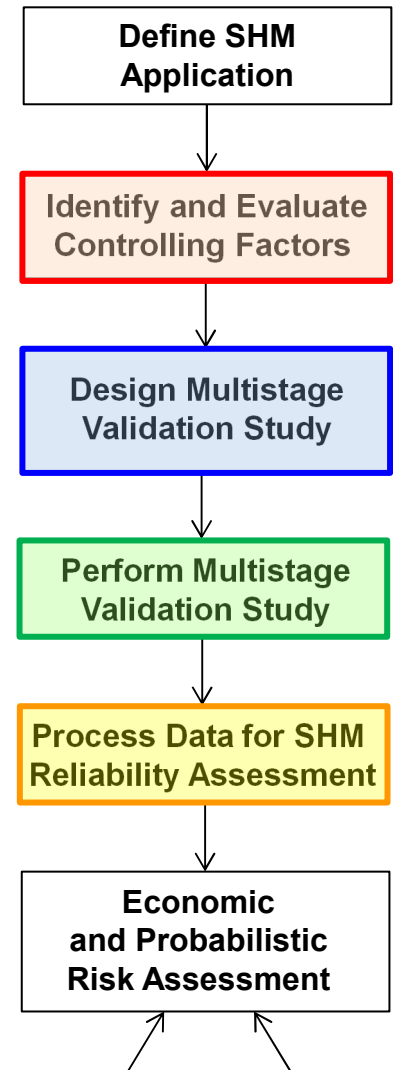 Define SHM
Application
Identify and Evaluate
Controlling Factors
Design Multistage
Validation Study
Perform Multistage
Validation Study
Process Data for SHM
Reliability Assessment
Economic
and Probabilistic
Risk Assessment